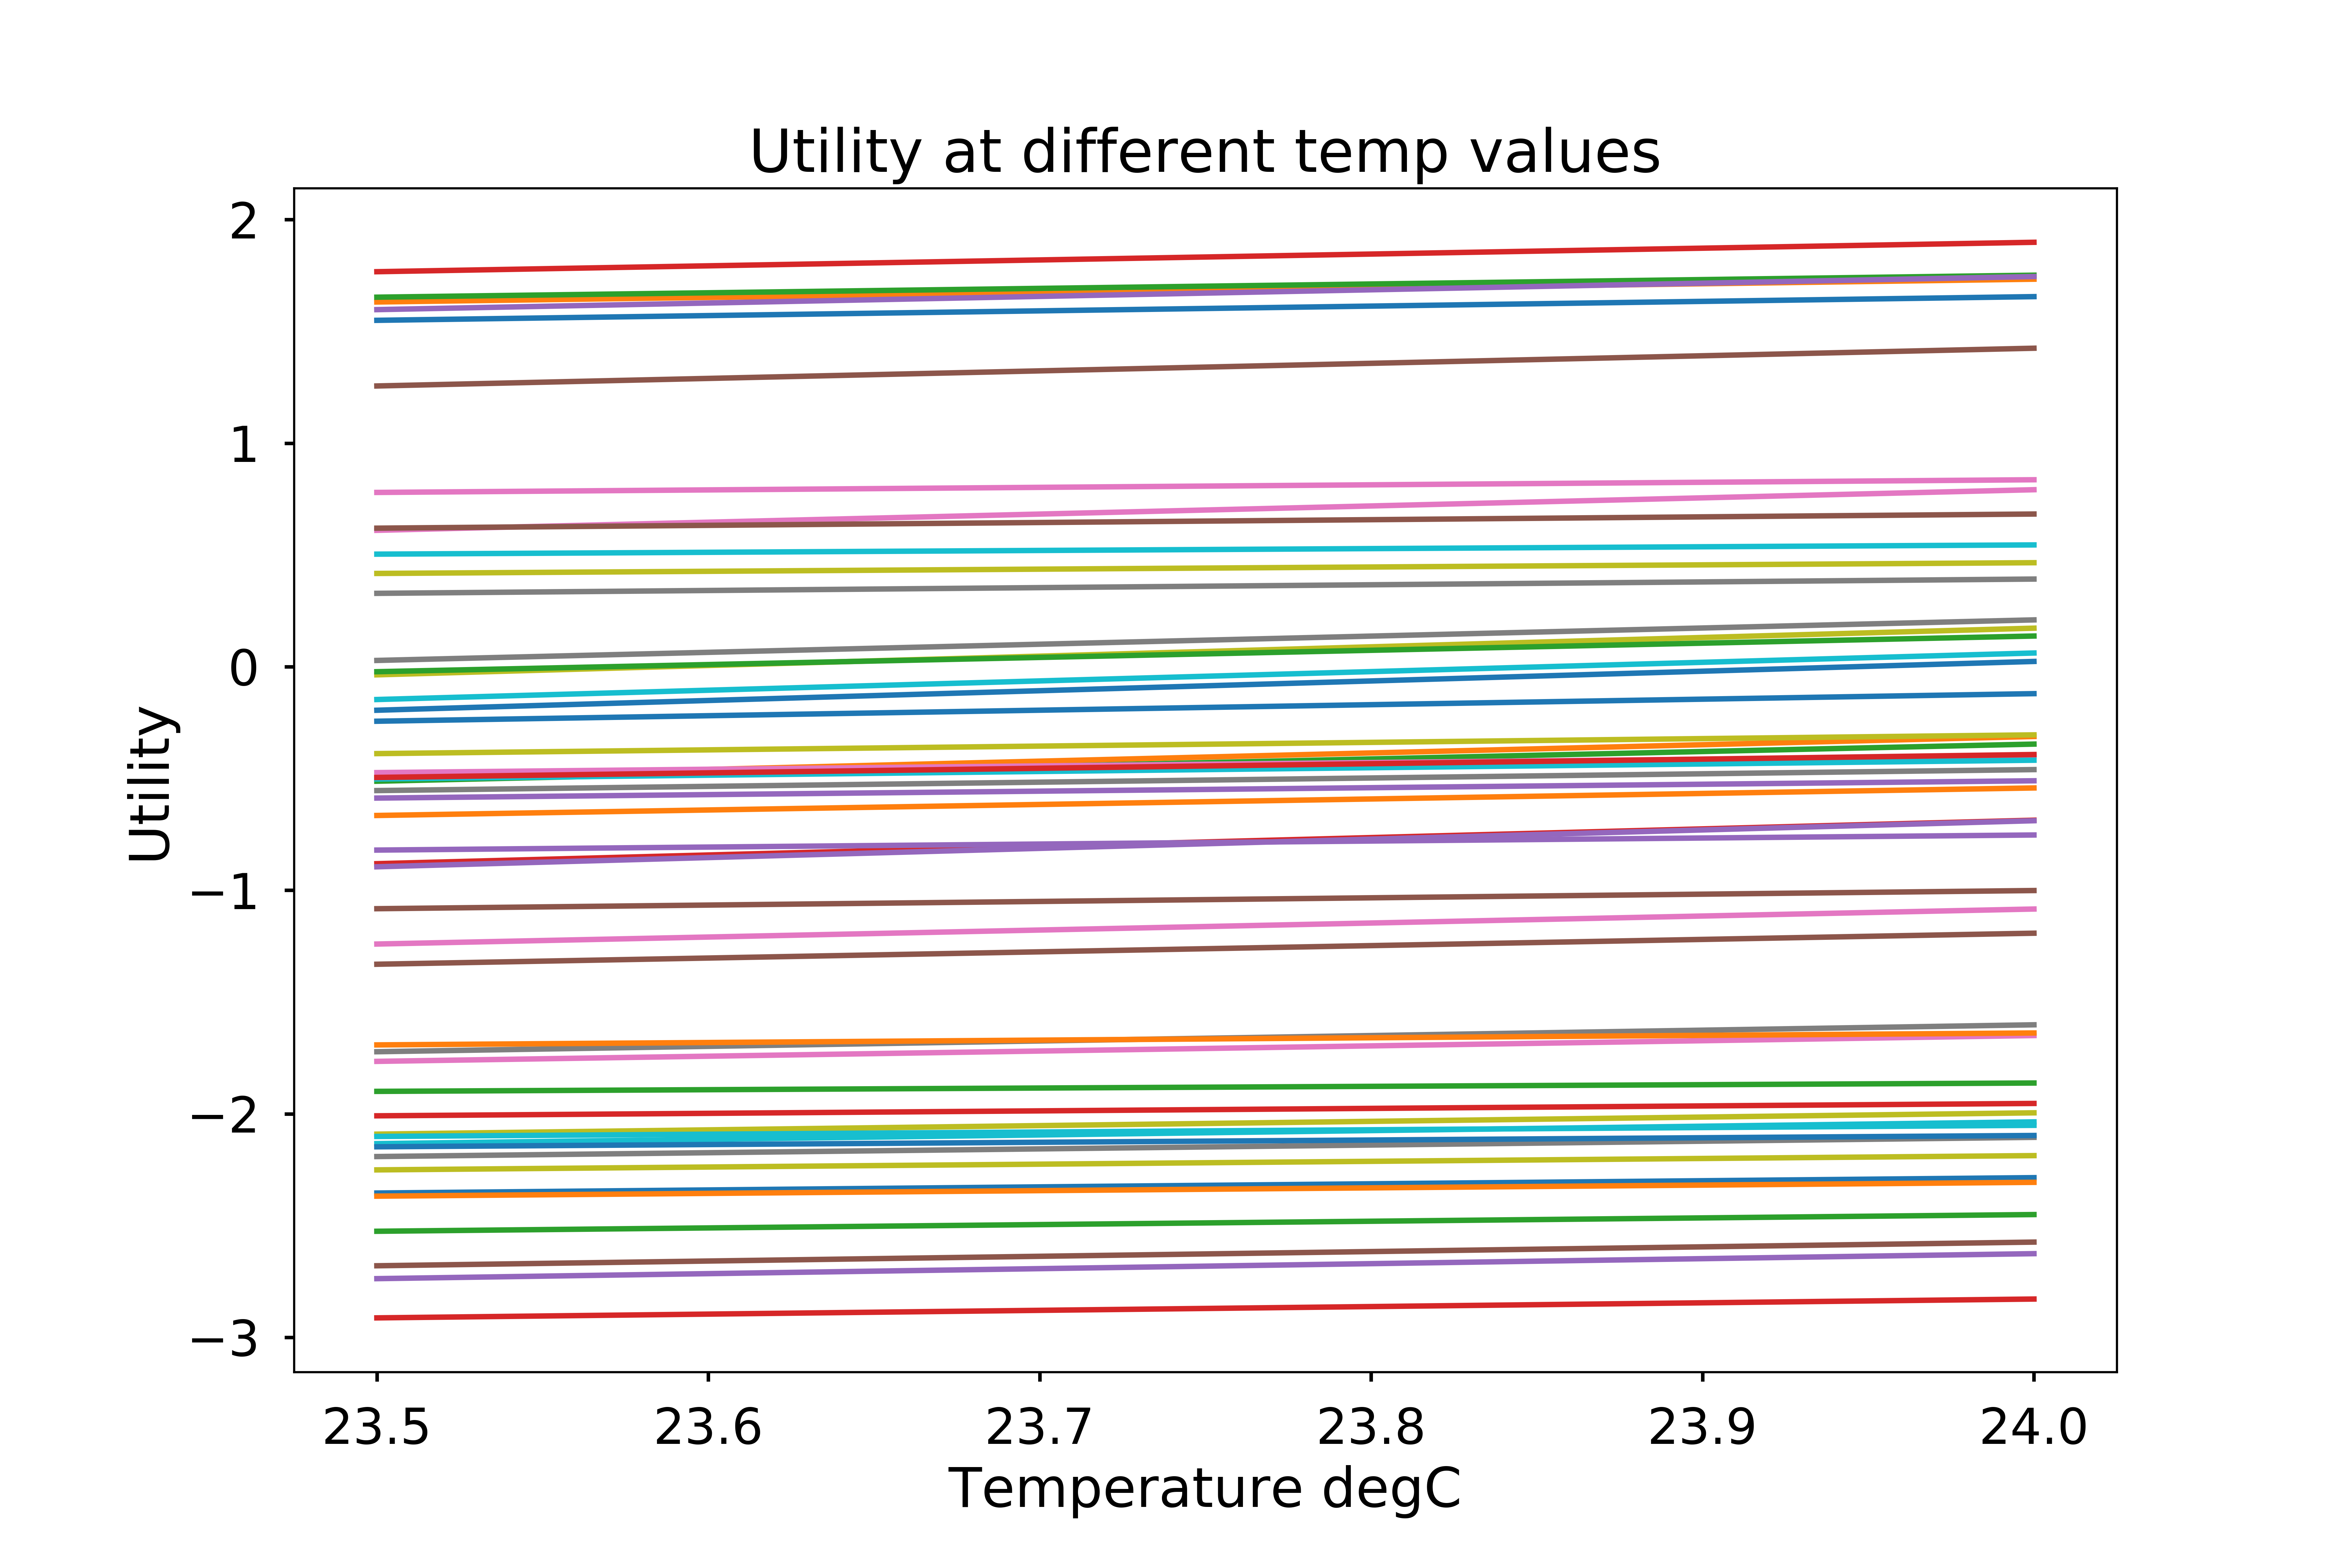 Utility at different temp values
2
1
0
−1
−2
−3
Utility
23.5 23.6 23.7 23.8 23.9 24.0
Temperature degC